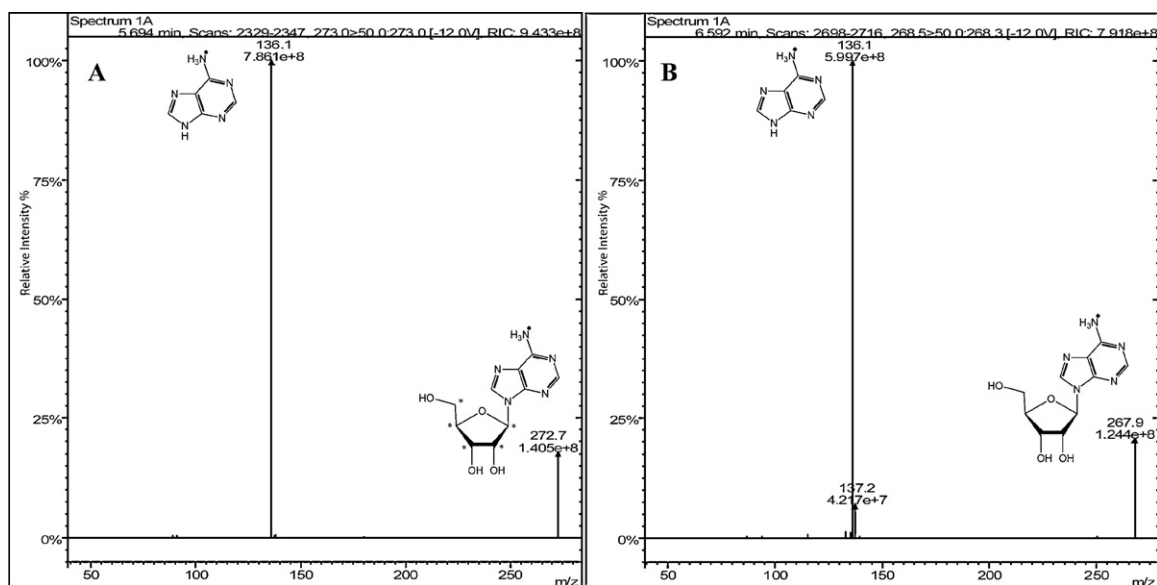 Spectrum 1A
5.694 min, Scans: 2329-2347, 273.0>50.0:273.0 [-12.0V], RIC: 9.433e+8
A
136.1
7.861e+8
H₃N•
N
N
N
N
H
100%
75%
50%
25%
0%
Relative Intensity %
H₃N•
N
N
N
N
HO
*
O
*
*
*
*
OH
OH
272.7
1.405e+8
50
100
150
200
250
m/z
Spectrum 1A
6.592 min, Scans: 2698-2716, 268.5>50.0:268.3 [-12.0V], RIC: 7.918e+8
B
136.1
5.997e+8
H₃N•
N
N
N
N
H
100%
75%
50%
25%
0%
Relative Intensity %
H₃N•
N
N
N
N
HO
O
OH
OH
267.9
1.244e+8
137.2
4.217e+7
50
100
150
200
250
m/z